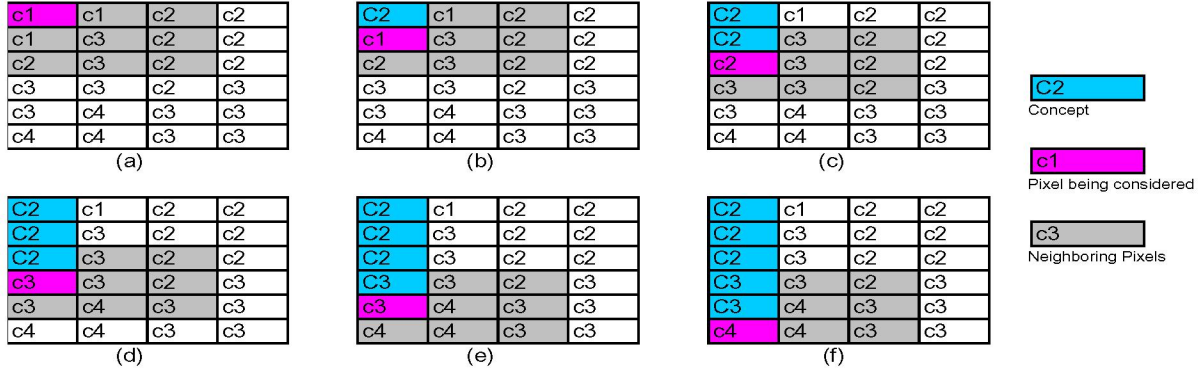 c1 c1 c2 c2
c1 c3 c2 c2
c2 c3 c2 c2
c3 c3 c2 c3
c3 c4 c3 c3
c4 c4 c3 c3
(a)
C2 c1 c2 c2
c1 c3 c2 c2
c2 c3 c2 c2
c3 c3 c2 c3
c3 c4 c3 c3
c4 c4 c3 c3
(b)
C2 c1 c2 c2
C2 c3 c2 c2
c2 c3 c2 c2
c3 c3 c2 c3
c3 c4 c3 c3
c4 c4 c3 c3
(c)
C2 c1 c2 c2
C2 c3 c2 c2
C2 c3 c2 c2
c3 c3 c2 c3
c3 c4 c3 c3
c4 c4 c3 c3
(d)
C2 c1 c2 c2
C2 c3 c2 c2
C2 c3 c2 c2
C3 c3 c2 c3
c3 c4 c3 c3
c4 c4 c3 c3
(e)
C2 c1 c2 c2
C2 c3 c2 c2
C2 c3 c2 c2
C3 c3 c2 c3
C3 c4 c3 c3
c4 c4 c3 c3
(f)
C2
Concept
c1
Pixel being considered
c3
Neighboring Pixels